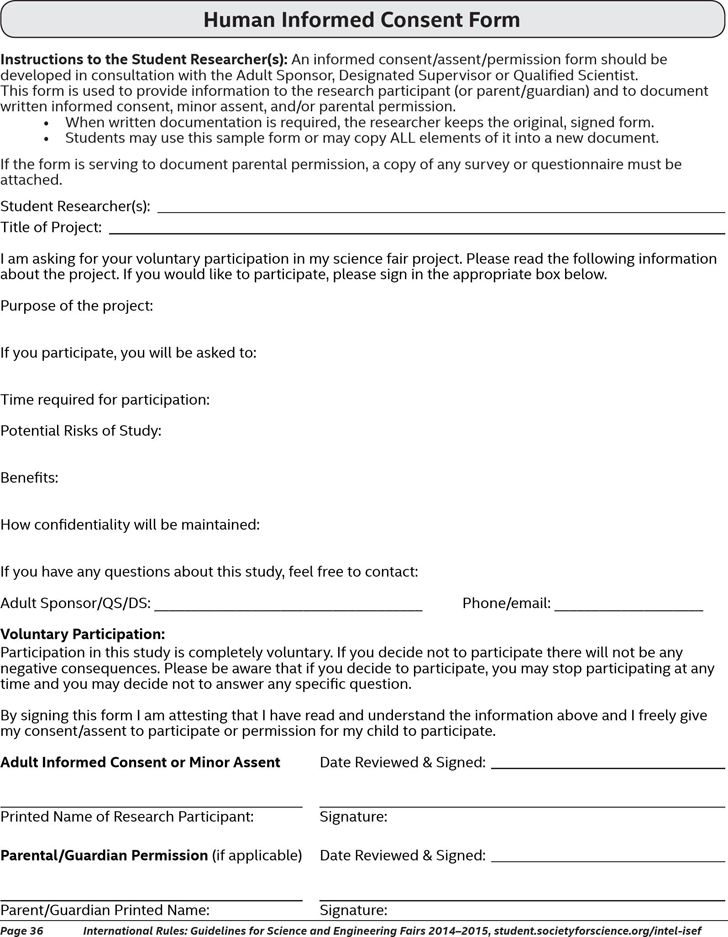 Human Informed Consent Form
Instructions to the Student Researcher(s): An informed consent/assent/permission form should be
developed in consultation with the Adult Sponsor, Designated Supervisor or Qualified Scientist.
This form is used to provide information to the research participant (or parent/guardian) and to document
written informed consent, minor assent, and/or parental permission.
• When written documentation is required, the researcher keeps the original, signed form.
• Students may use this sample form or may copy ALL elements of it into a new document.
If the form is serving to document parental permission, a copy of any survey or questionnaire must be
attached.
Student Researcher(s):
Title of Project:
I am asking for your voluntary participation in my science fair project. Please read the following information
about the project. If you would like to participate, please sign in the appropriate box below.
Purpose of the project:
If you participate, you will be asked to:
Time required for participation:
Potential Risks of Study:
Benefits:
How confidentiality will be maintained:
If you have any questions about this study, feel free to contact:
Adult Sponsor/QS/DS: ________________________________ Phone/email: __________________
Voluntary Participation:
Participation in this study is completely voluntary. If you decide not to participate there will not be any
negative consequences. Please be aware that if you decide to participate, you may stop participating at any
time and you may decide not to answer any specific question.
By signing this form I am attesting that I have read and understand the information above and I freely give
my consent/assent to participate or permission for my child to participate.
Adult Informed Consent or Minor Assent Date Reviewed & Signed:
Printed Name of Research Participant: Signature:
Parental/Guardian Permission (if applicable) Date Reviewed & Signed:
Parent/Guardian Printed Name: Signature:
Page 36 International Rules: Guidelines for Science and Engineering Fairs 2014–2015, student.societyforscience.org/intel-isef